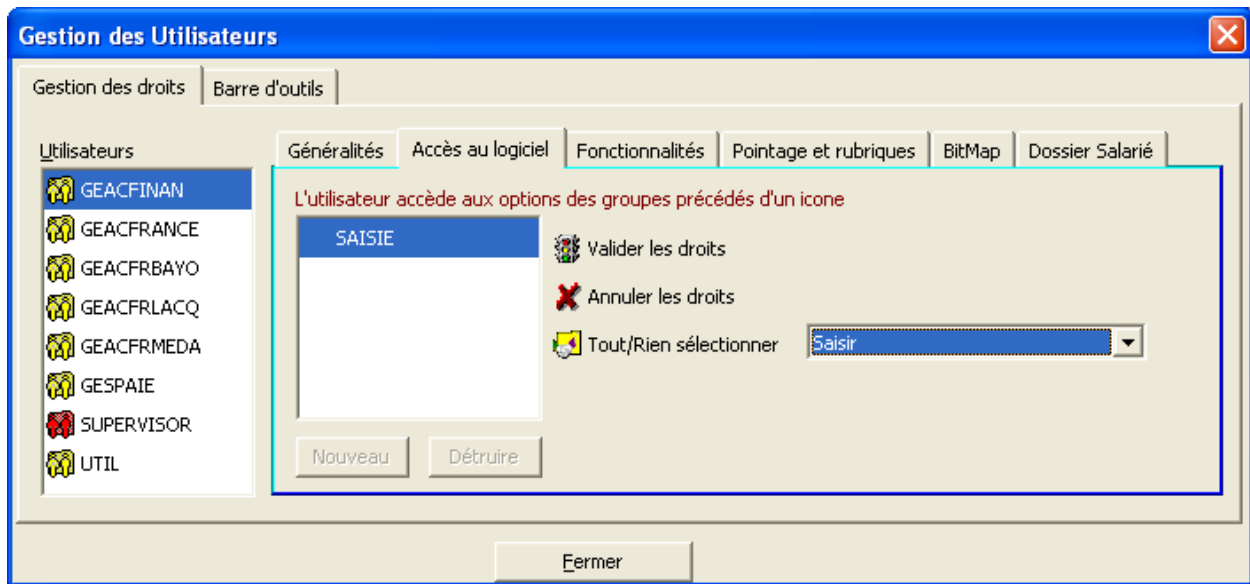 Gestion des Utilisateurs
Gestion des droits
Barre d'outils
Utilisateurs
GEACFINAN
GEACFRANCE
GEACFRBAYO
GEACFRLACQ
GEACFRMEDA
GESPAIE
SUPERVISOR
UTIL
Généralités
Accès au logiciel
Fonctionnalités
Pointage et rubriques
BitMap
Dossier Salarié
L'utilisateur accède aux options des groupes précédés d'un icone
SAISIE
Valider les droits
Annuler les droits
Tout/Rien sélectionner
Saisir
Nouveau
Détruire
Fermer